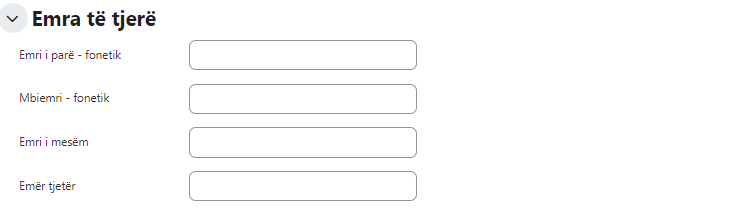 Emra të tjerë
Emri i parë - fonetik
Mbiemri - fonetik
Emri i mesëm
Emër tjetër